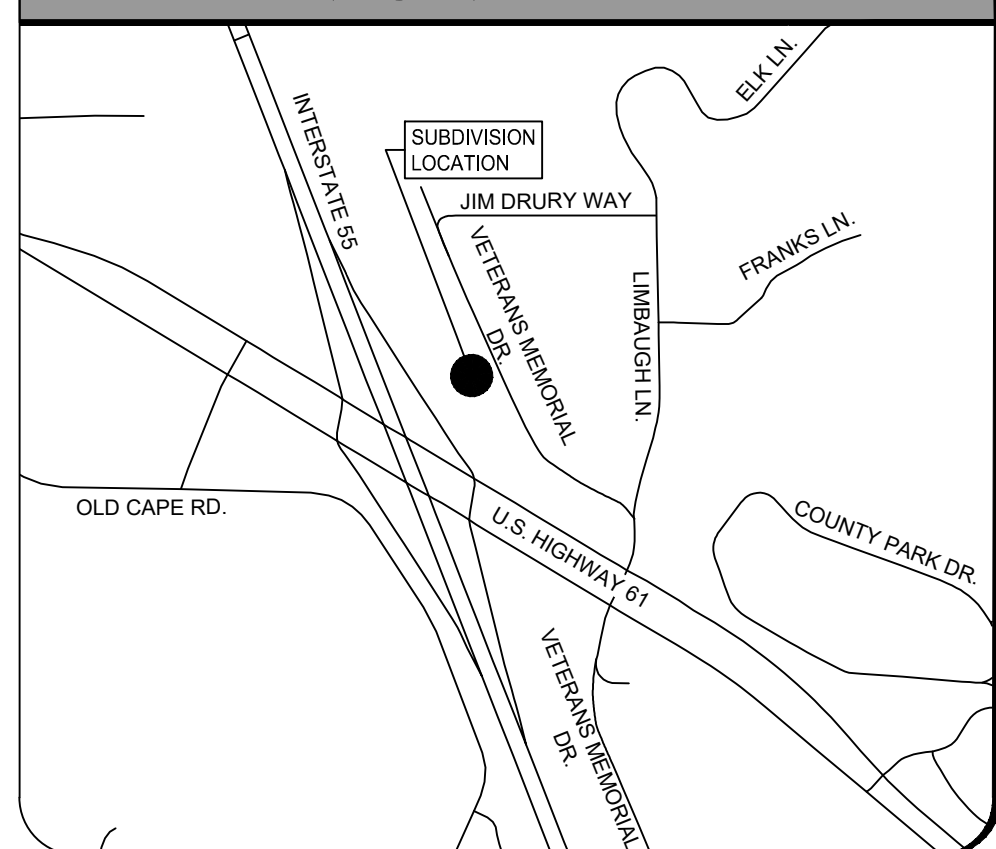 ELK LN.
INTERSTATE 55
SUBDIVISION
LOCATION
JIM DRURY WAY
FRANKS LN.
VETERANS MEMORIAL
DR.
LIMBAUGH LN.
OLD CAPE RD.
U.S. HIGHWAY 61
COUNTY PARK DR.
VETERANS MEMORIAL
DR.